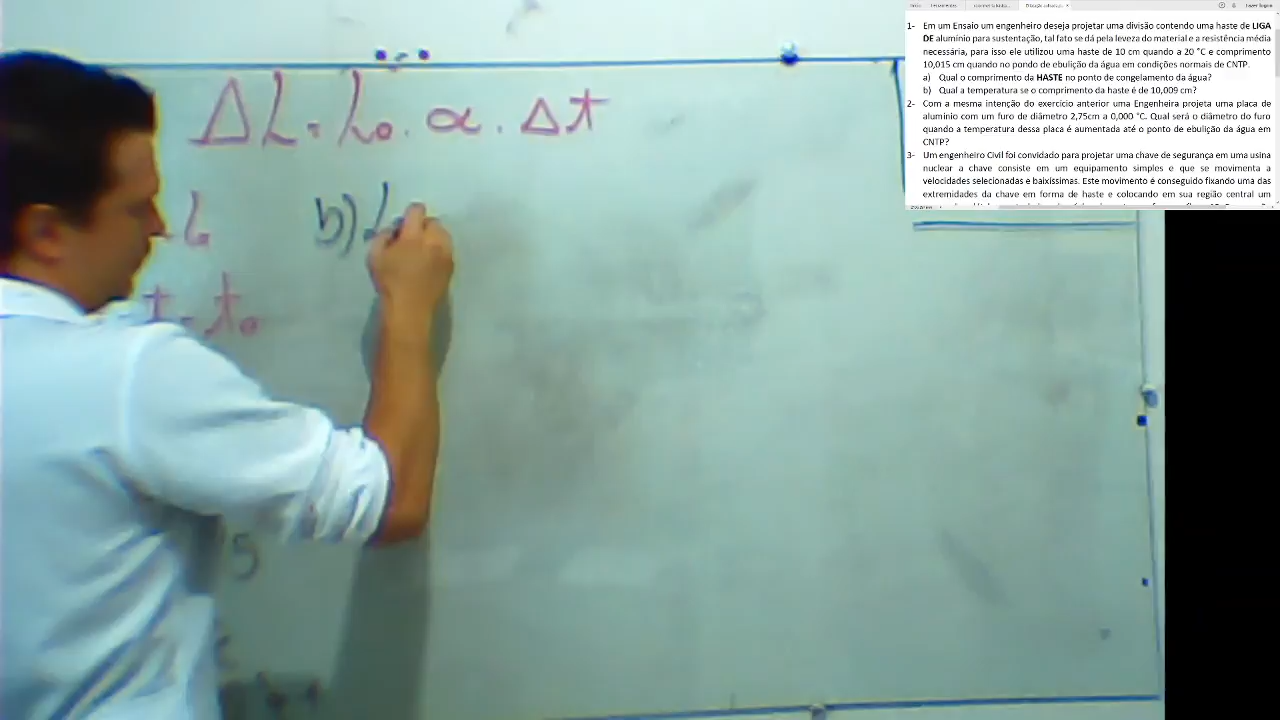 1- Em um Ensaio um engenheiro deseja projetar uma divisão contendo uma haste de LIGA
DE alumínio para sustentação, tal fato se dá pela leveza do material e a resistência média
necessária, para isso ele utilizou uma haste de 10 cm quando a 20 °C e comprimento
10,015 cm quando no pondo de ebulição da água em condições normais de CNTP.
a) Qual o comprimento da HASTE no ponto de congelamento da água?
b) Qual a temperatura se o comprimento da haste é de 10,009 cm?
2- Com a mesma intenção do exercício anterior uma Engenheira projeta uma placa de
alumínio com um furo de diâmetro 2,75cm a 0,000 °C. Qual será o diâmetro do furo
quando a temperatura dessa placa é aumentada até o ponto de ebulição da água em
CNTP?
3- Um engenheiro Civil foi convidado para projetar uma chave de segurança em uma usina
nuclear a chave consiste em um equipamento simples e que se movimenta a
velocidades selecionadas e baixíssimas. Este movimento é conseguido fixando uma das
extremidades da chave em forma de haste e colocando em sua região central um
ΔL = L0 . α . Δt
b) L
t - t0
5